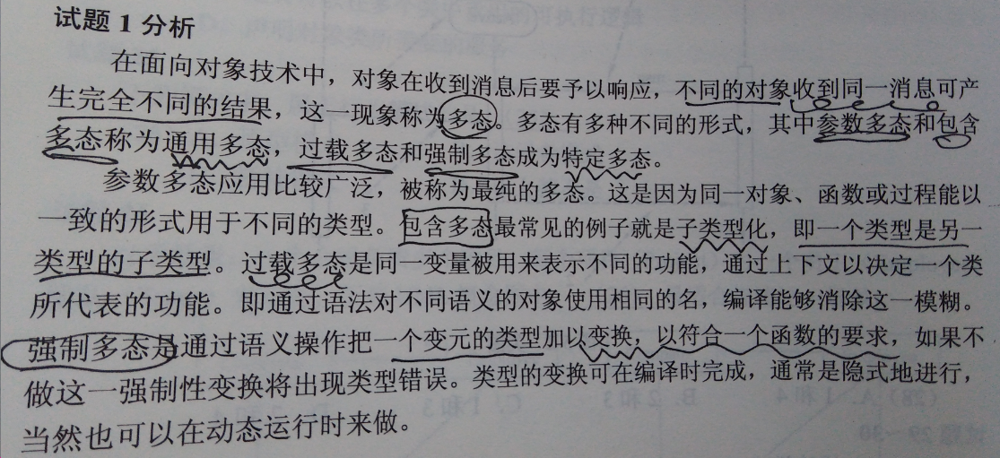 试题 1 分析
在面向对象技术中，对象在收到消息后要予以响应，不同的对象收到同一消息可产
生完全不同的结果，这一现象称为多态。多态有多种不同的形式，其中参数多态和包含
多态称为通用多态，过载多态和强制多态成为特定多态。
参数多态应用比较广泛，被称为最纯的多态。这是因为同一对象、函数或过程能以
一致的形式用于不同的类型。包含多态最常见的例子就是子类型化，即一个类型是另一
类型的子类型。过载多态是同一变量被用来表示不同的功能，通过上下文以决定一个类
所代表的功能。即通过语法对不同语义的对象使用相同的名，编译能够消除这一模糊。
强制多态是通过语义操作把一个变元的类型加以变换，以符合一个函数的要求，如果不
做这一强制性变换将出现类型错误。类型的变换可在编译时完成，通常是隐式地进行，
当然也可以在动态运行时来做。